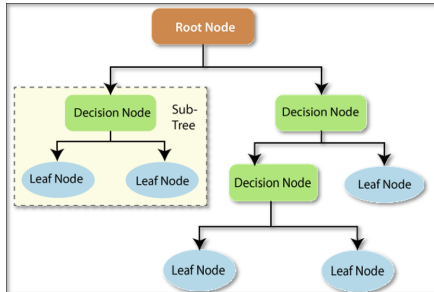 Root Node
Decision Node
Sub-
Tree
Decision Node
Leaf Node
Leaf Node
Decision Node
Leaf Node
Leaf Node
Leaf Node